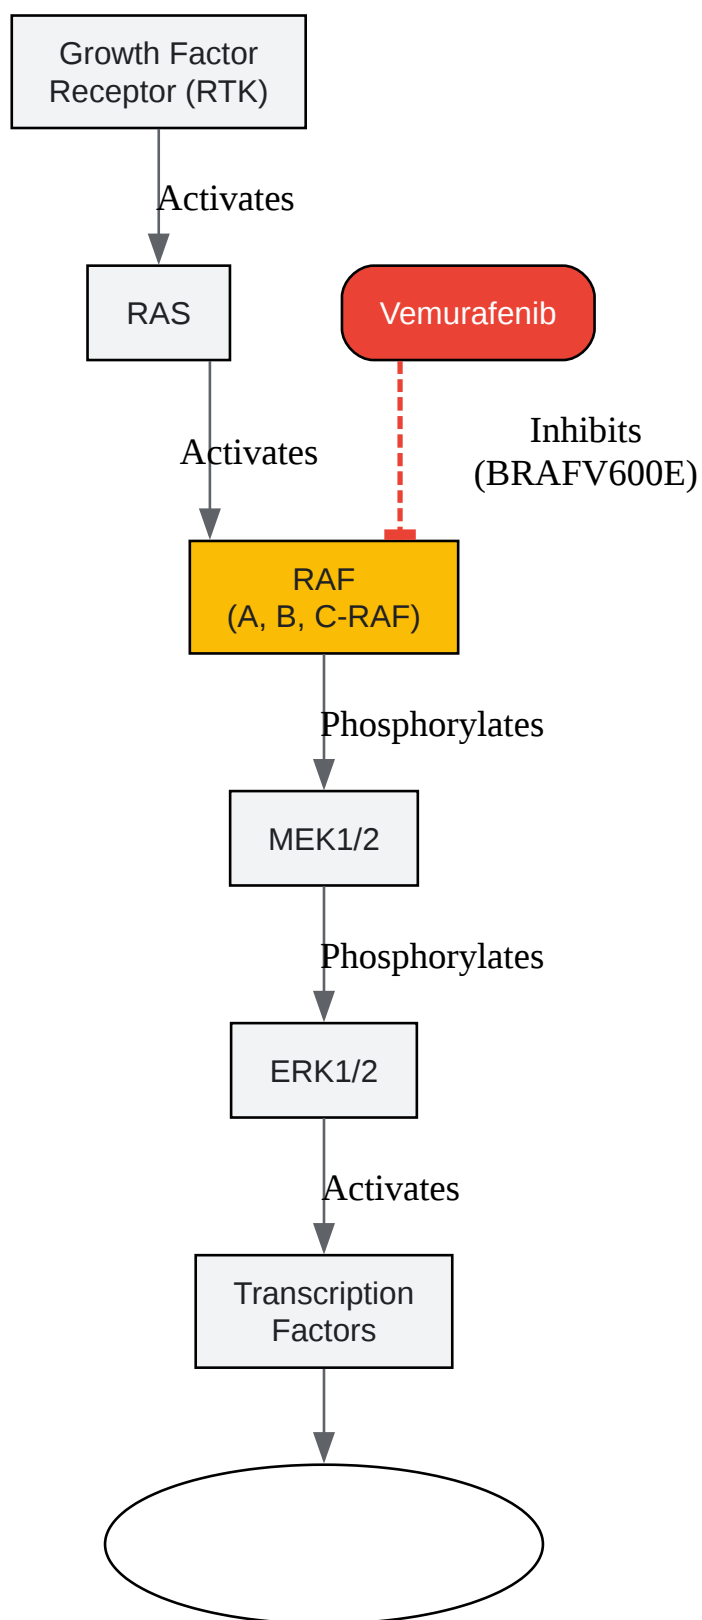 Growth Factor
Receptor (RTK)
Activates
RAS
Vemurafenib
Activates
Inhibits
(BRAFV600E)
RAF
(A, B, C-RAF)
Phosphorylates
MEK1/2
Phosphorylates
ERK1/2
Activates
Transcription
Factors